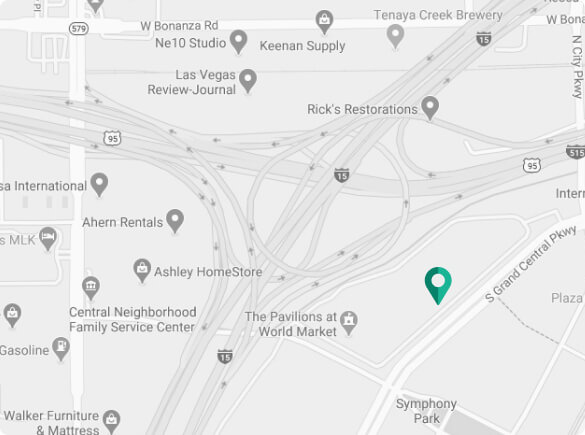 Tenaya Creek Brewery
W Bonanza Rd
W Bona
579
Ne10 Studio
Keenan Supply
15
N City Pkwy
Las Vegas
Review-Journal
Rick's Restorations
95
515
95
15
sa International
Intern
Ahern Rentals
S Grand Central Pkwy
s MLK
Ashley HomeStore
Plaza
Central Neighborhood
Family Service Center
The Pavilions at
World Market
Gasoline
15
Symphony
Park
Walker Furniture
& Mattress